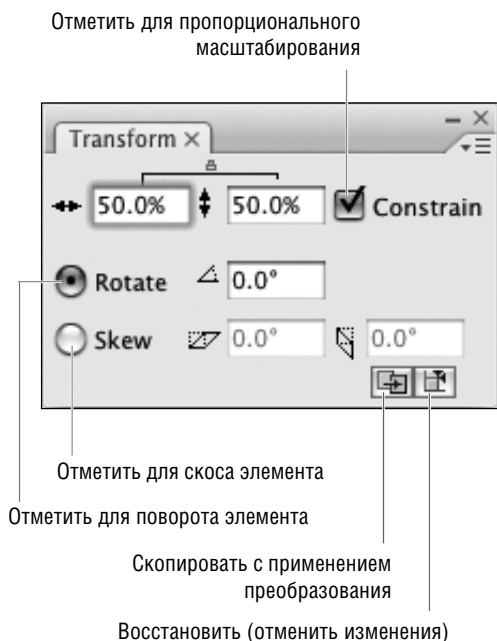 Отметить для пропорционального
масштабирования
Transform ×
50.0% 50.0% Constrain
Rotate 0.0°
Skew 0.0° 0.0°
Отметить для скоса элемента
Отметить для поворота элемента
Скопировать с применением
преобразования
Восстановить (отменить изменения)